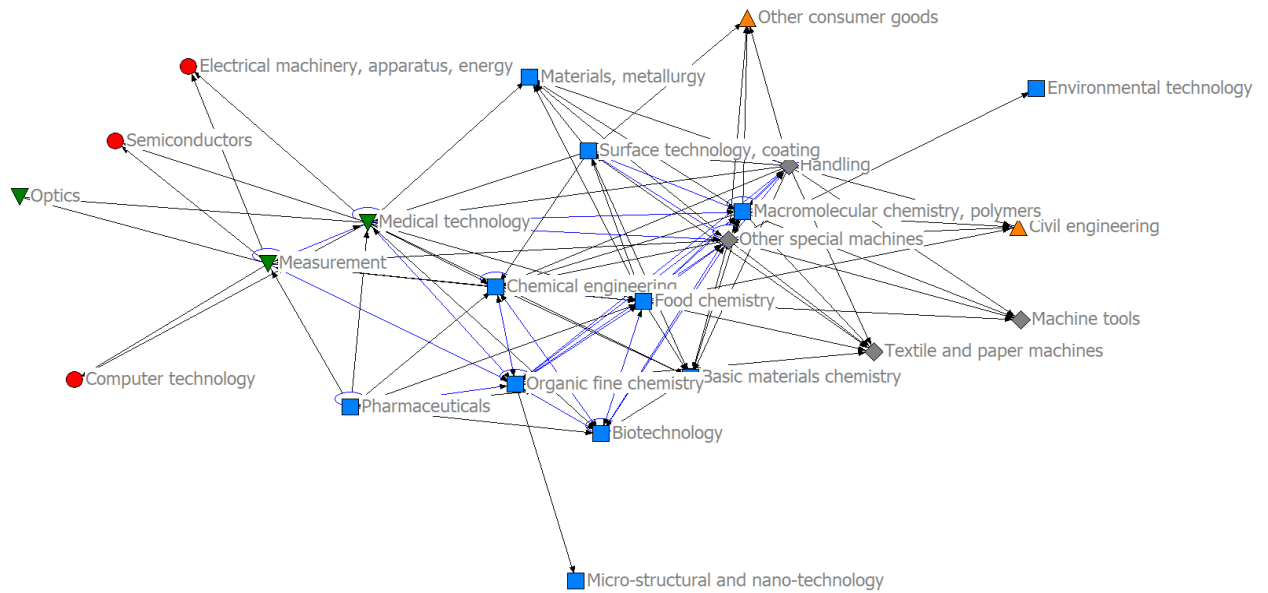 Other consumer goods
Electrical machinery, apparatus, energy
Materials, metallurgy
Environmental technology
Semiconductors
Surface technology, coating
Handling
Optics
Medical technology
Macromolecular chemistry, polymers
Civil engineering
Other special machines
Measurement
Chemical engineering
Food chemistry
Machine tools
Textile and paper machines
Computer technology
Organic fine chemistry
Basic materials chemistry
Pharmaceuticals
Biotechnology
Micro-structural and nano-technology